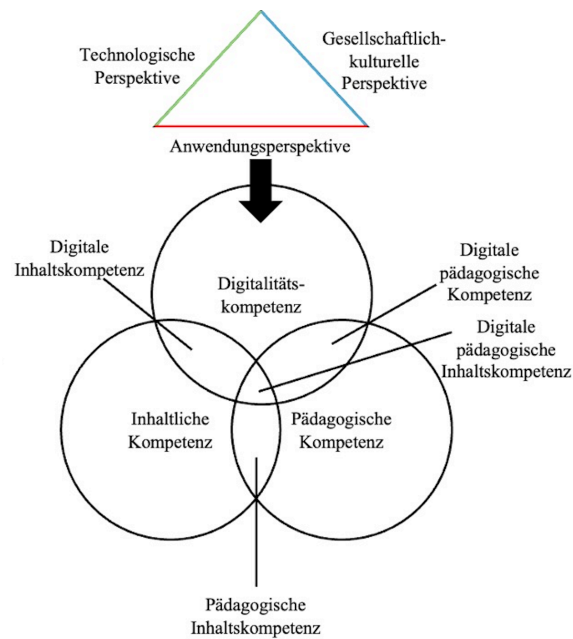 Technologische
Perspektive
Gesellschaftlich-
kulturelle
Perspektive
Anwendungsperspektive
Digitale
Inhaltskompetenz
Digitalitäts-
kompetenz
Digitale
pädagogische
Kompetenz
Digitale
pädagogische
Inhaltskompetenz
Inhaltliche
Kompetenz
Pädagogische
Kompetenz
Pädagogische
Inhaltskompetenz